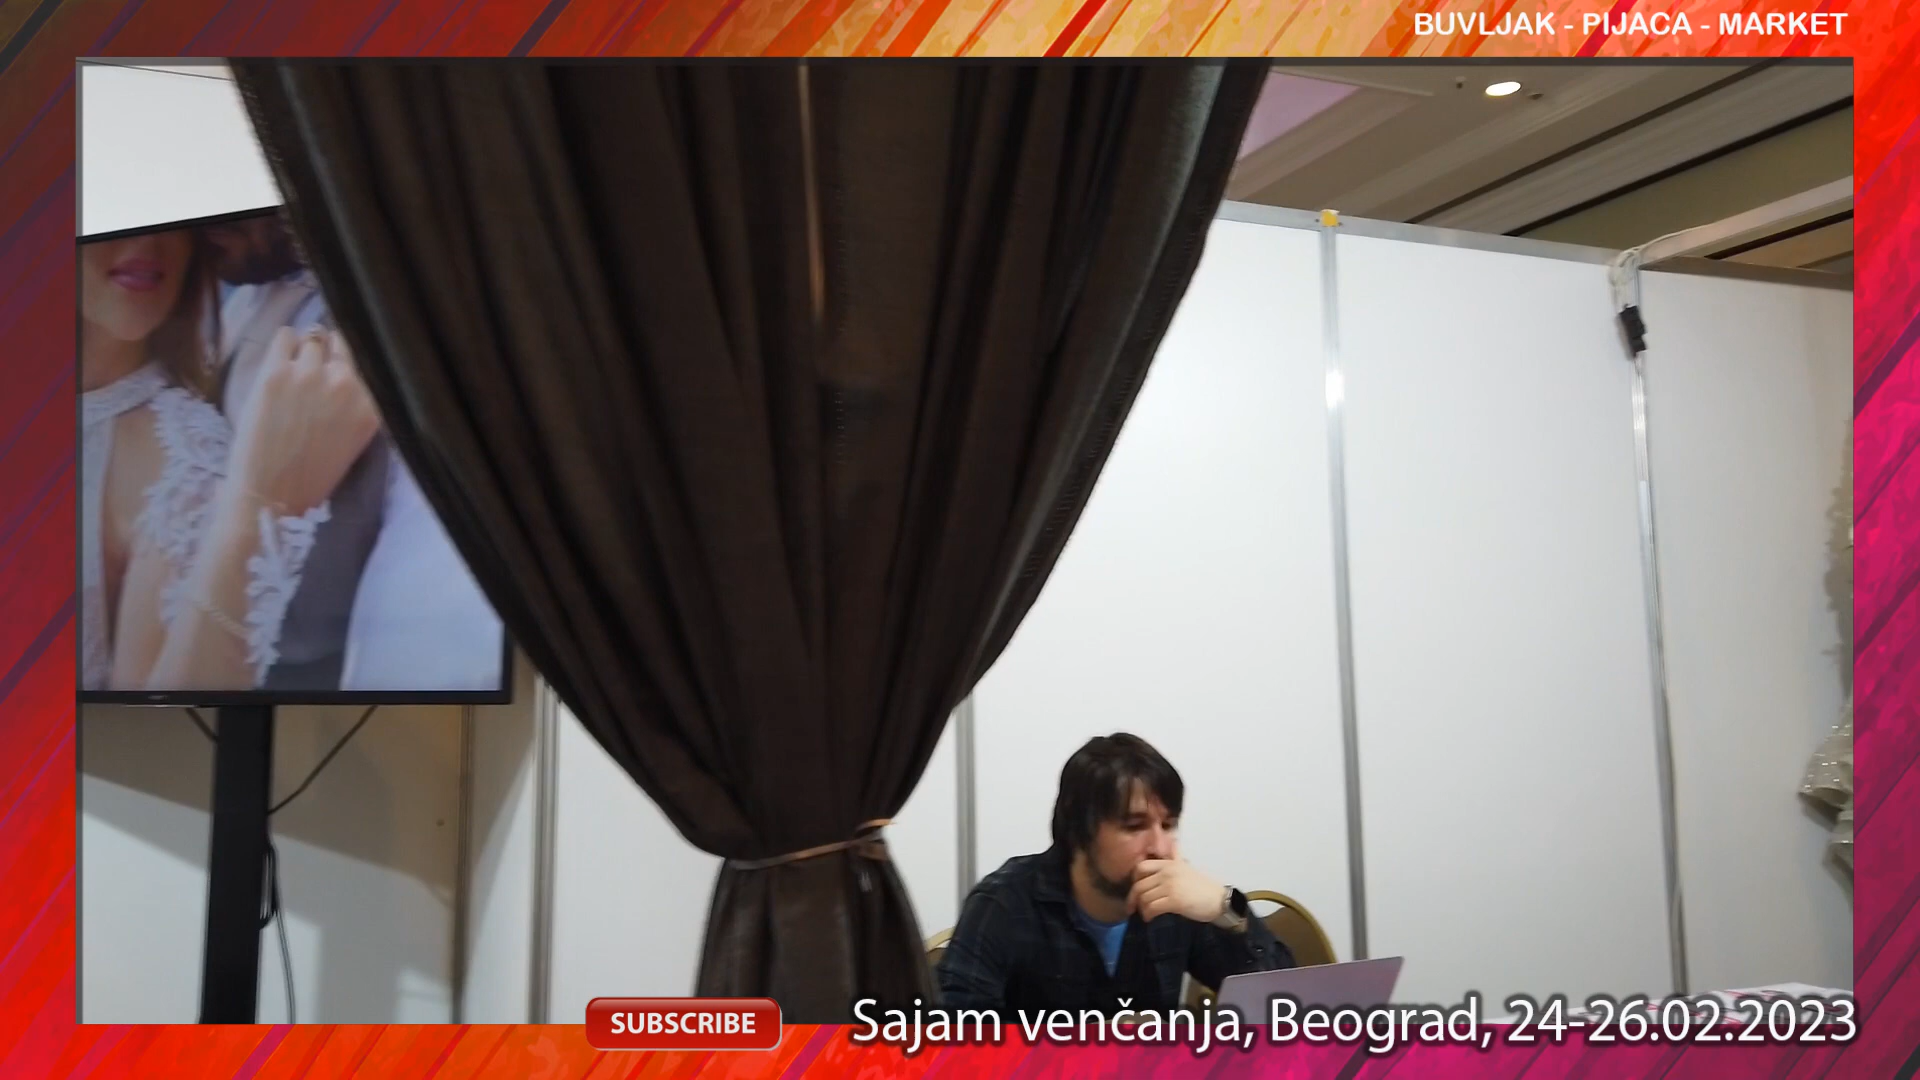 BUVLJAK - PIJACA - MARKET
SUBSCRIBE
Sajam venčanja, Beograd, 24-26.02.2023